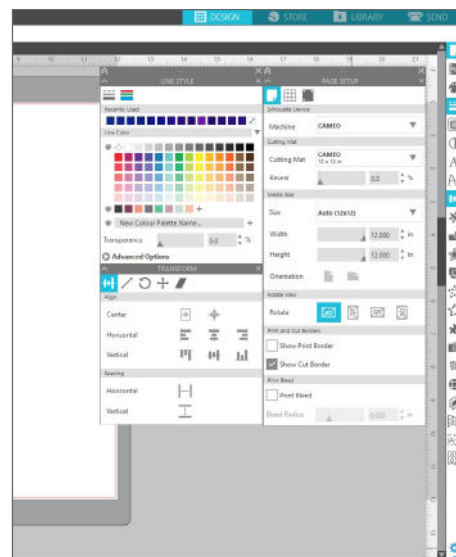 DESIGN STORE LIBRARY SEND
LINE STYLE
Recently Used
Line Color
New Colour Palette Name...
Transparency 0.0 %
Advanced Options
TRANSFORM
Align
Center
Horizontal
Vertical
Spacing
Horizontal
Vertical
PAGE SETUP
Silhouette Device
Machine CAMEO
Cutting Mat
Cutting Mat CAMEO
12 x 12 in
Reveal 0.0 %
Media Size
Size Auto (12x12)
Width 12.000 in
Height 12.000 in
Orientation
Rotate View
Rotate
Print and Cut Borders
Show Print Border
Show Cut Border
Print Bleed
Print Bleed
Bleed Radius 0.050 in